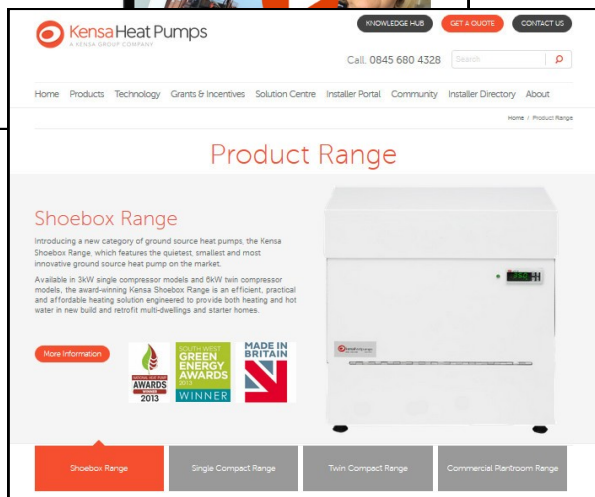 Kensa Heat Pumps
A KENSA GROUP COMPANY
KNOWLEDGE HUB
GET A QUOTE
CONTACT US
Call. 0845 680 4328
Search
Home Products Technology Grants & Incentives Solution Centre Installer Portal Community Installer Directory About
Home / Product Range
Product Range
Shoebox Range
Introducing a new category of ground source heat pumps, the Kensa
Shoebox Range, which features the quietest, smallest and most
innovative ground source heat pump on the market.
Available in 3kW single compressor models and 6kW twin compressor
models, the award-winning Kensa Shoebox Range is an efficient, practical
and affordable heating solution engineered to provide both heating and hot
water in new build and retrofit multi-dwellings and starter homes.
More Information
AWARDS
2013
SOUTH WEST
GREEN
ENERGY
AWARDS
2013
WINNER
MADE IN
BRITAIN
Shoebox Range
Single Compact Range
Twin Compact Range
Commercial Plantroom Range